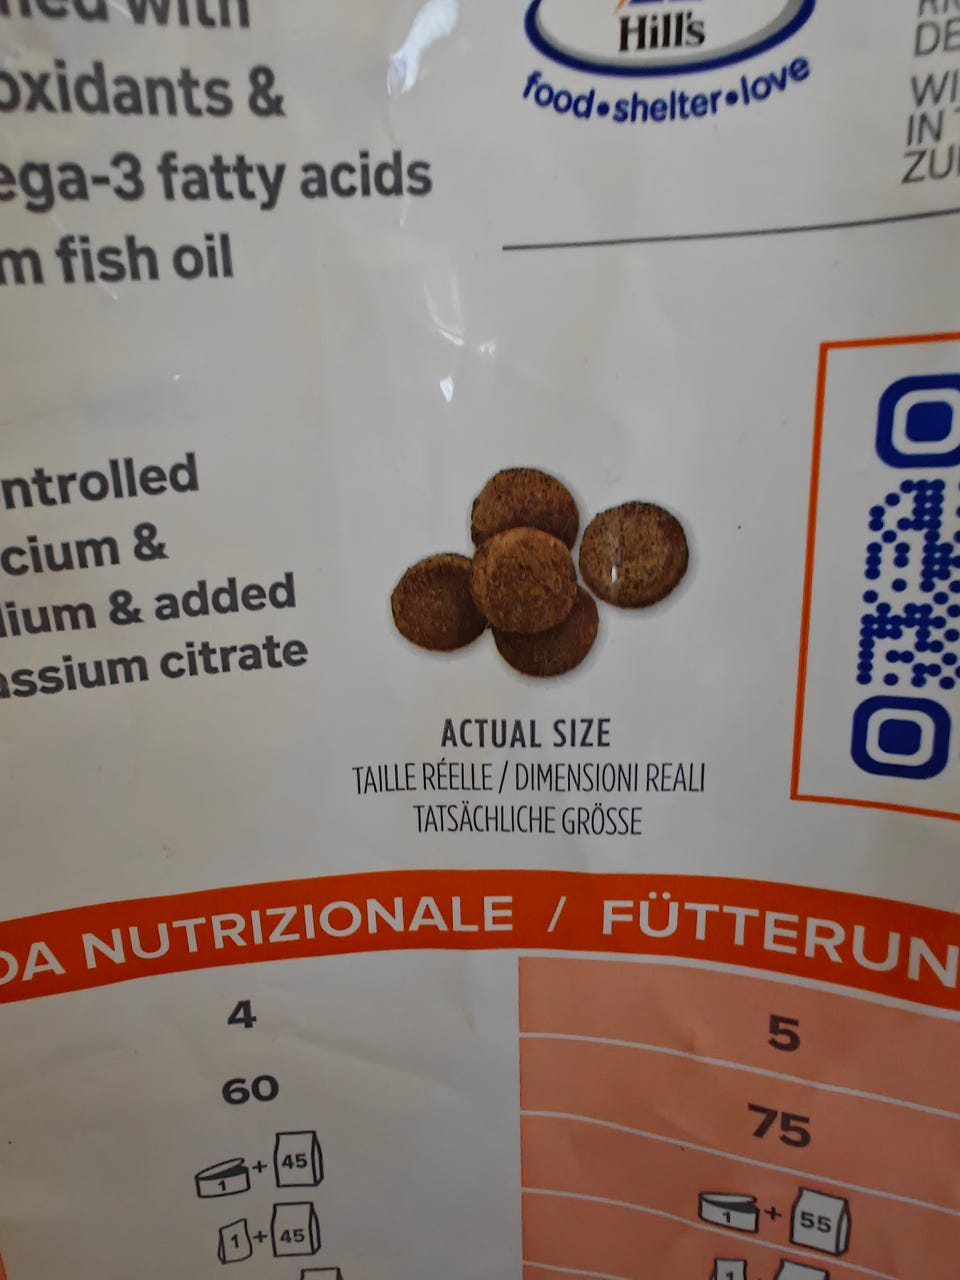 with
oxidants &
ega-3 fatty acids
m fish oil
Hill's
food•shelter•love
DE
WI
IN
ZU
ntrolled
cium &
lium & added
assium citrate
ACTUAL SIZE
TAILLE RÉELLE / DIMENSIONI REALI
TATSÄCHLICHE GRÖSSE
DA NUTRIZIONALE / FÜTTERUN
4
5
60
75
1 + 45
1 + 55
1 + 45
1